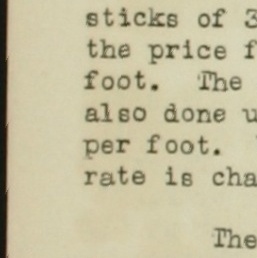 sticks of 3
the price f
foot. The
also done u
per foot.
rate is cha
The